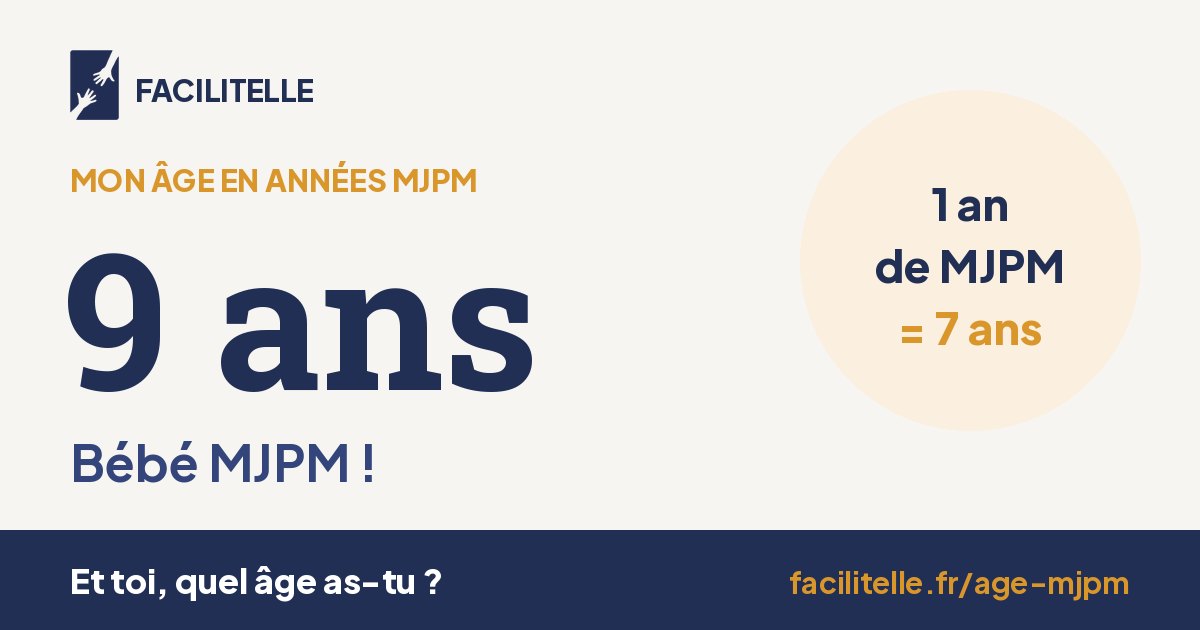 FACILITELLE
MON ÂGE EN ANNÉES MJPM
9 ans
Bébé MJPM !
1 an
de MJPM
= 7 ans
Et toi, quel âge as-tu ?
facilitelle.fr/age-mjpm